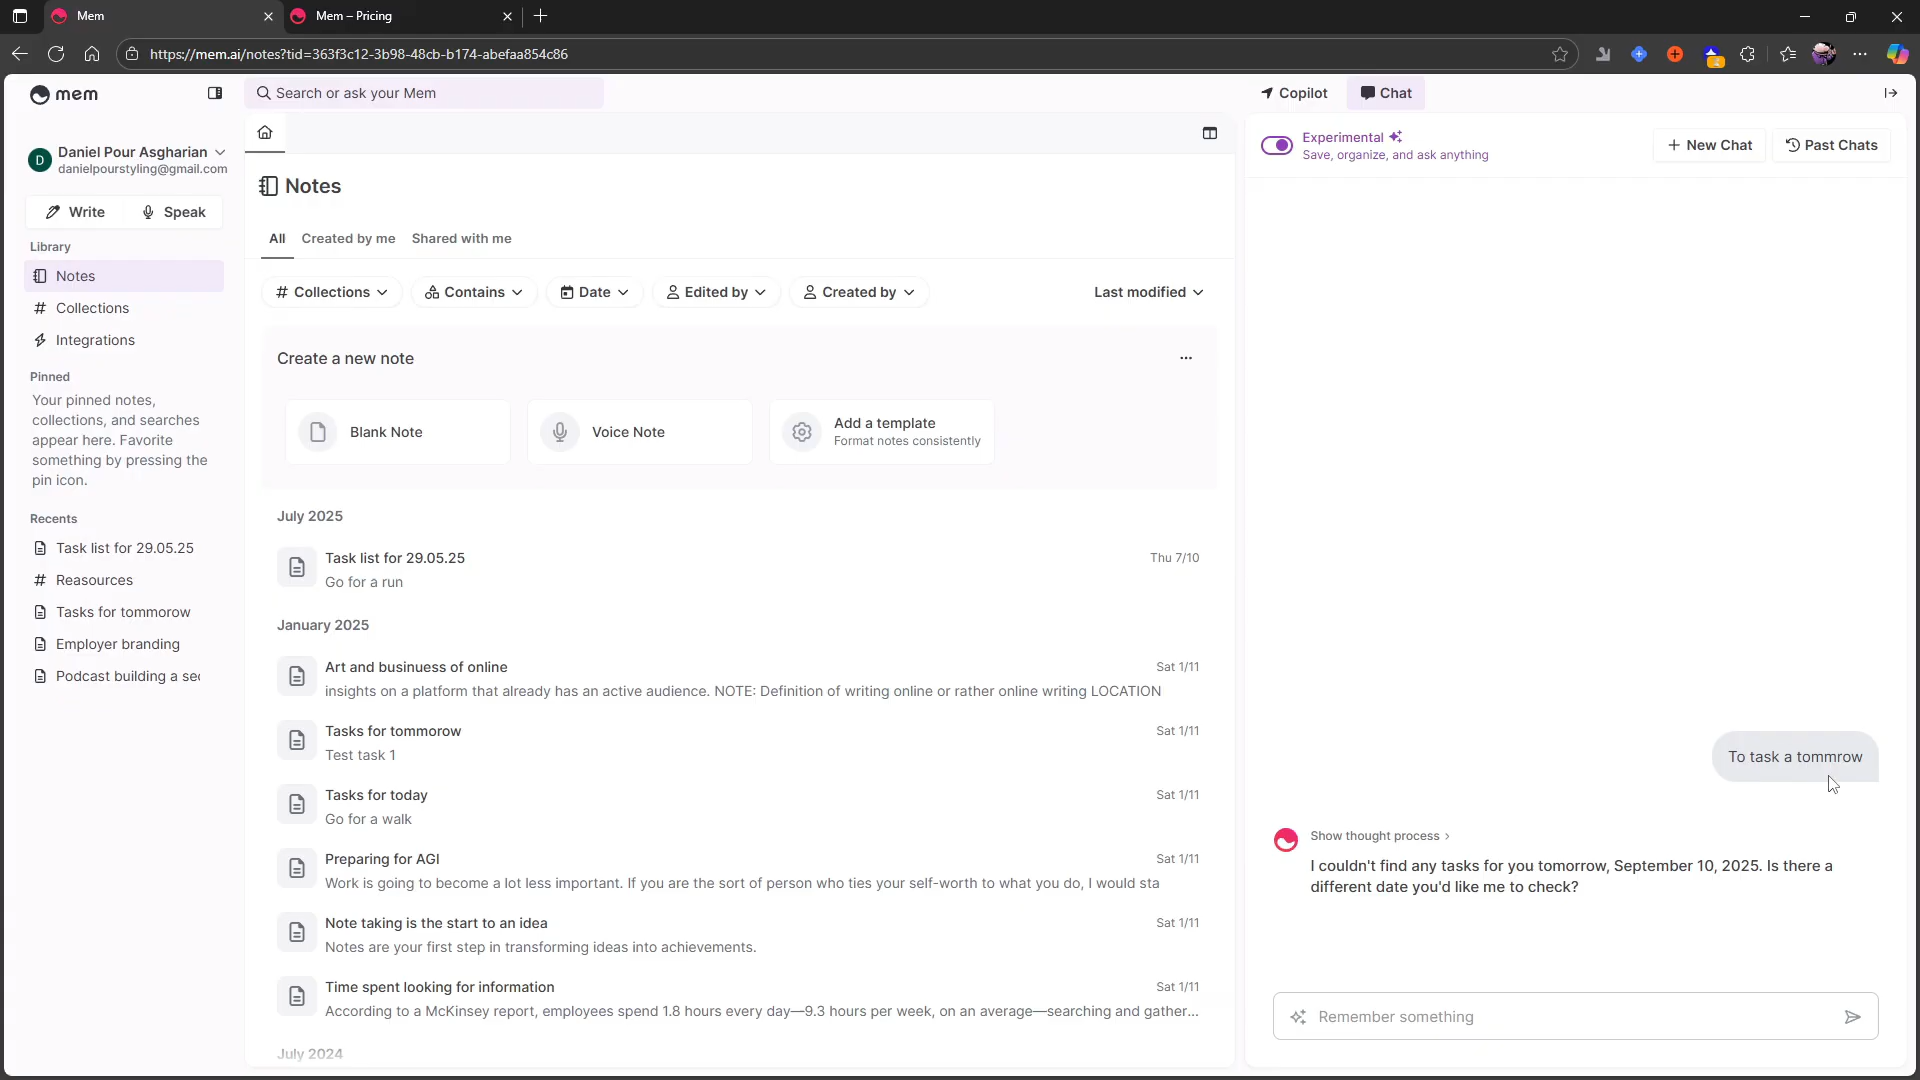 Mem
Mem – Pricing
https://mem.ai/notes?tid=363f3c12-3b98-48cb-b174-abefaa854c86
2
mem
Search or ask your Mem
Copilot
Chat
D
Daniel Pour Asgharian
danielpourstyling@gmail.com
Write
Speak
Library
Notes
Collections
Integrations
Pinned
Your pinned notes,
collections, and searches
appear here. Favorite
something by pressing the
pin icon.
Recents
Task list for 29.05.25
Reasources
Tasks for tommorow
Employer branding
Podcast building a sec
Notes
All
Created by me
Shared with me
Collections
Contains
Date
Edited by
Created by
Last modified
Create a new note
Blank Note
Voice Note
Add a template
Format notes consistently
July 2025
Task list for 29.05.25
Thu 7/10
Go for a run
January 2025
Art and businuess of online
Sat 1/11
insights on a platform that already has an active audience. NOTE: Definition of writing online or rather online writing LOCATION
Tasks for tommorow
Sat 1/11
Test task 1
Tasks for today
Sat 1/11
Go for a walk
Preparing for AGI
Sat 1/11
Work is going to become a lot less important. If you are the sort of person who ties your self-worth to what you do, I would sta
Note taking is the start to an idea
Sat 1/11
Notes are your first step in transforming ideas into achievements.
Time spent looking for information
Sat 1/11
According to a McKinsey report, employees spend 1.8 hours every day—9.3 hours per week, on an average—searching and gather...
July 2024
Experimental
Save, organize, and ask anything
New Chat
Past Chats
To task a tommrow
Show thought process
I couldn't find any tasks for you tomorrow, September 10, 2025. Is there a
different date you'd like me to check?
Remember something